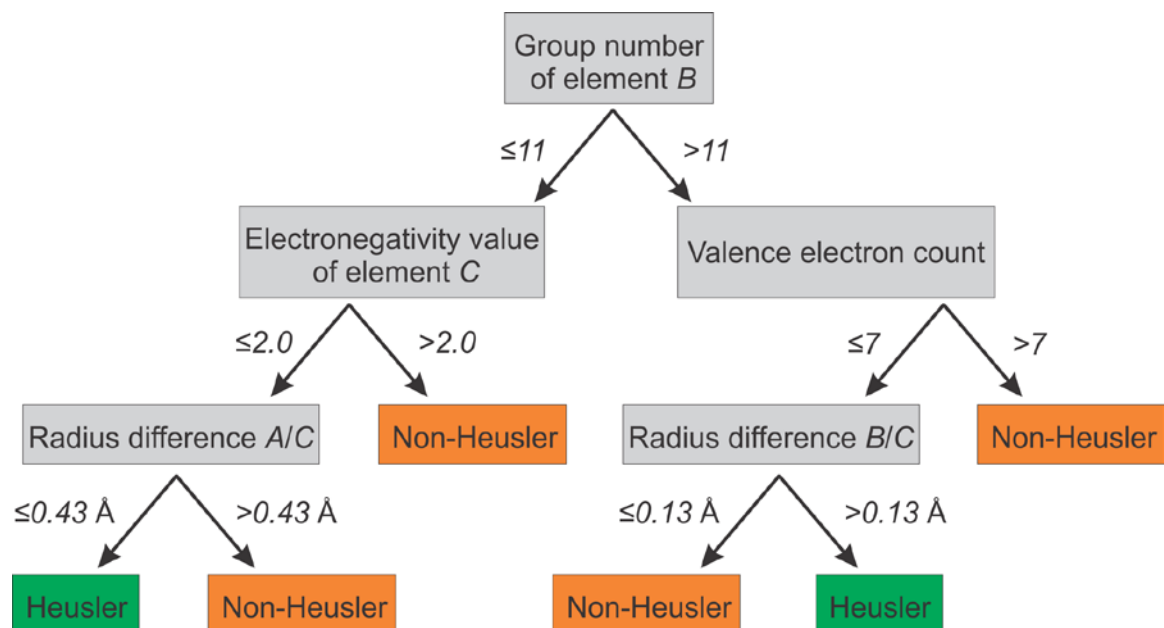 Group number
of element B
≤11
>11
Electronegativity value
of element C
Valence electron count
≤2.0
>2.0
≤7
>7
Radius difference A/C
Non-Heusler
Radius difference B/C
Non-Heusler
≤0.43 Å
>0.43 Å
≤0.13 Å
>0.13 Å
Heusler
Non-Heusler
Non-Heusler
Heusler